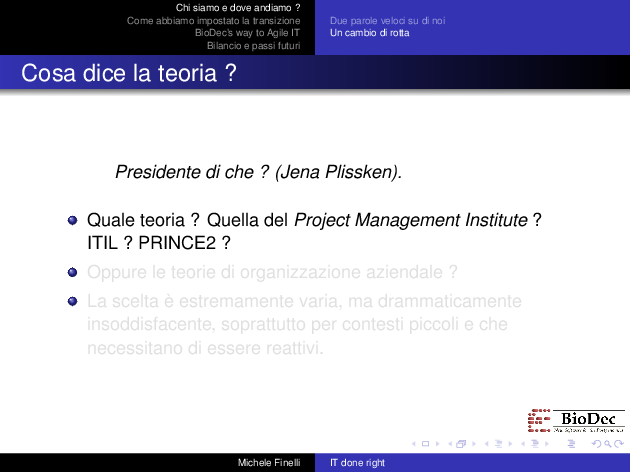 Chi siamo e dove andiamo ?
Come abbiamo impostato la transizione
BioDec's way to Agile IT
Bilancio e passi futuri
Due parole veloci su di noi
Un cambio di rotta
Cosa dice la teoria ?
Presidente di che ? (Jena Plissken).
Quale teoria ? Quella del Project Management Institute ?
ITIL ? PRINCE2 ?
Oppure le teorie di organizzazione aziendale ?
La scelta è estremamente varia, ma drammaticamente
insoddisfacente, soprattutto per contesti piccoli e che
necessitano di essere reattivi.
BioDec
Michele Finelli
IT done right